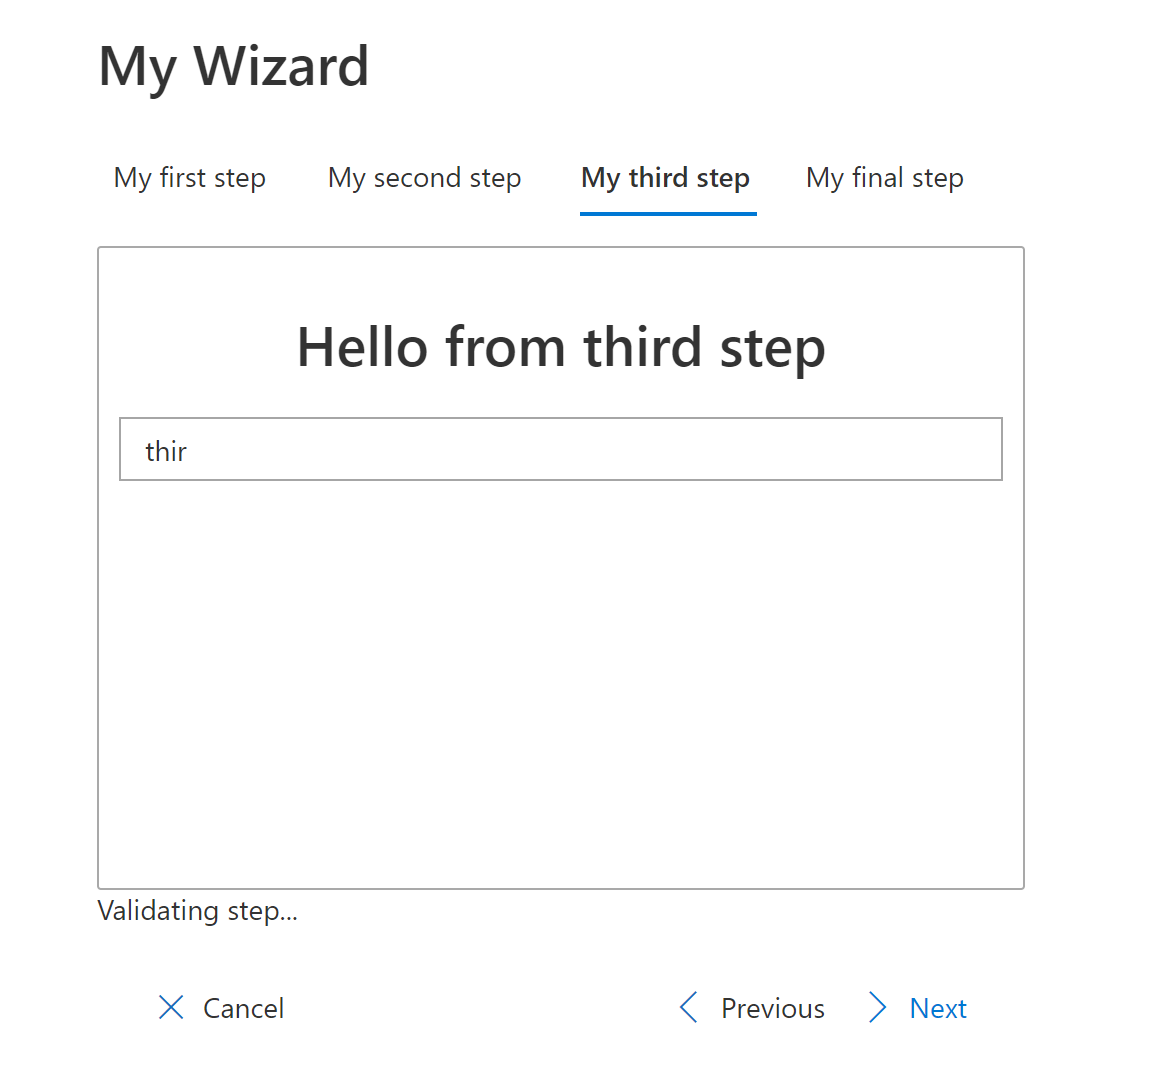 My Wizard
My first step My second step My third step My final step
Hello from third step
thir
Validating step...
Cancel Previous Next